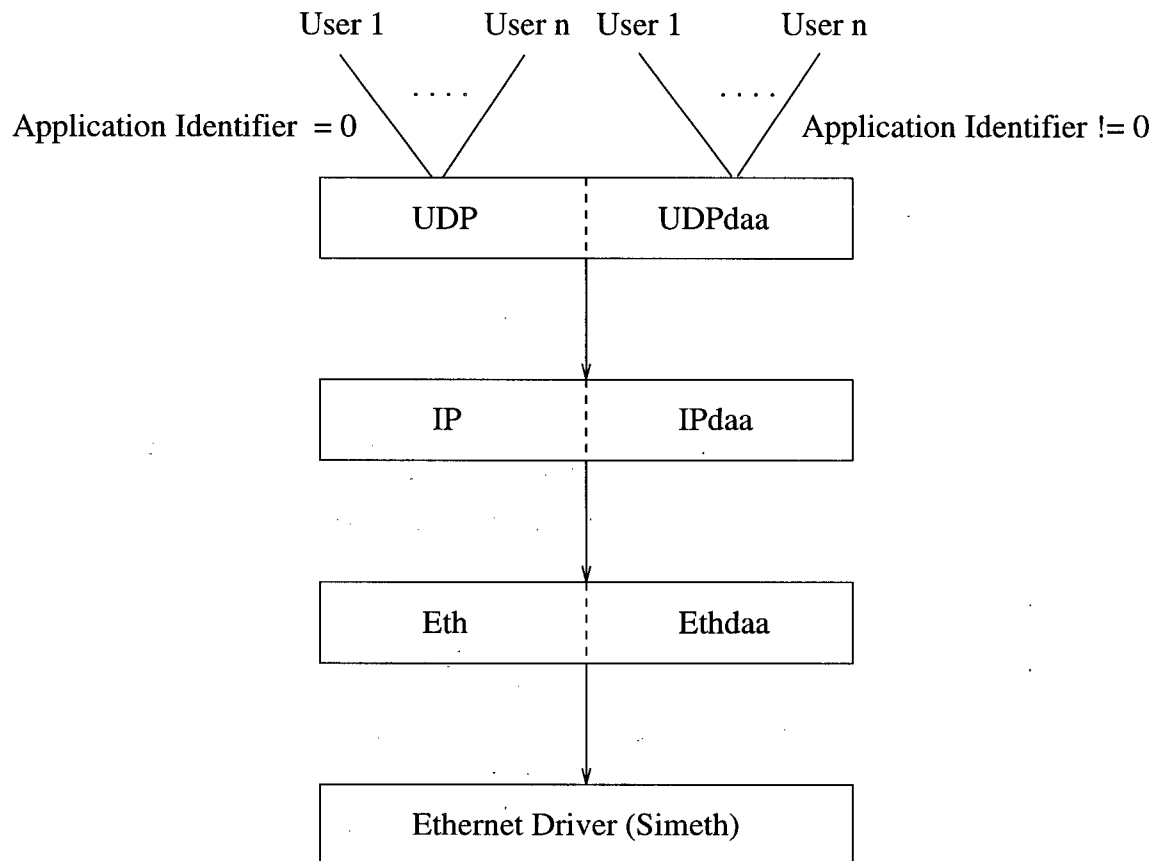 User 1 User n User 1 User n
. . . . . . . .
Application Identifier = 0 Application Identifier != 0
UDP UDPdaa
IP IPdaa
Eth Ethdaa
Ethernet Driver (Simeth)